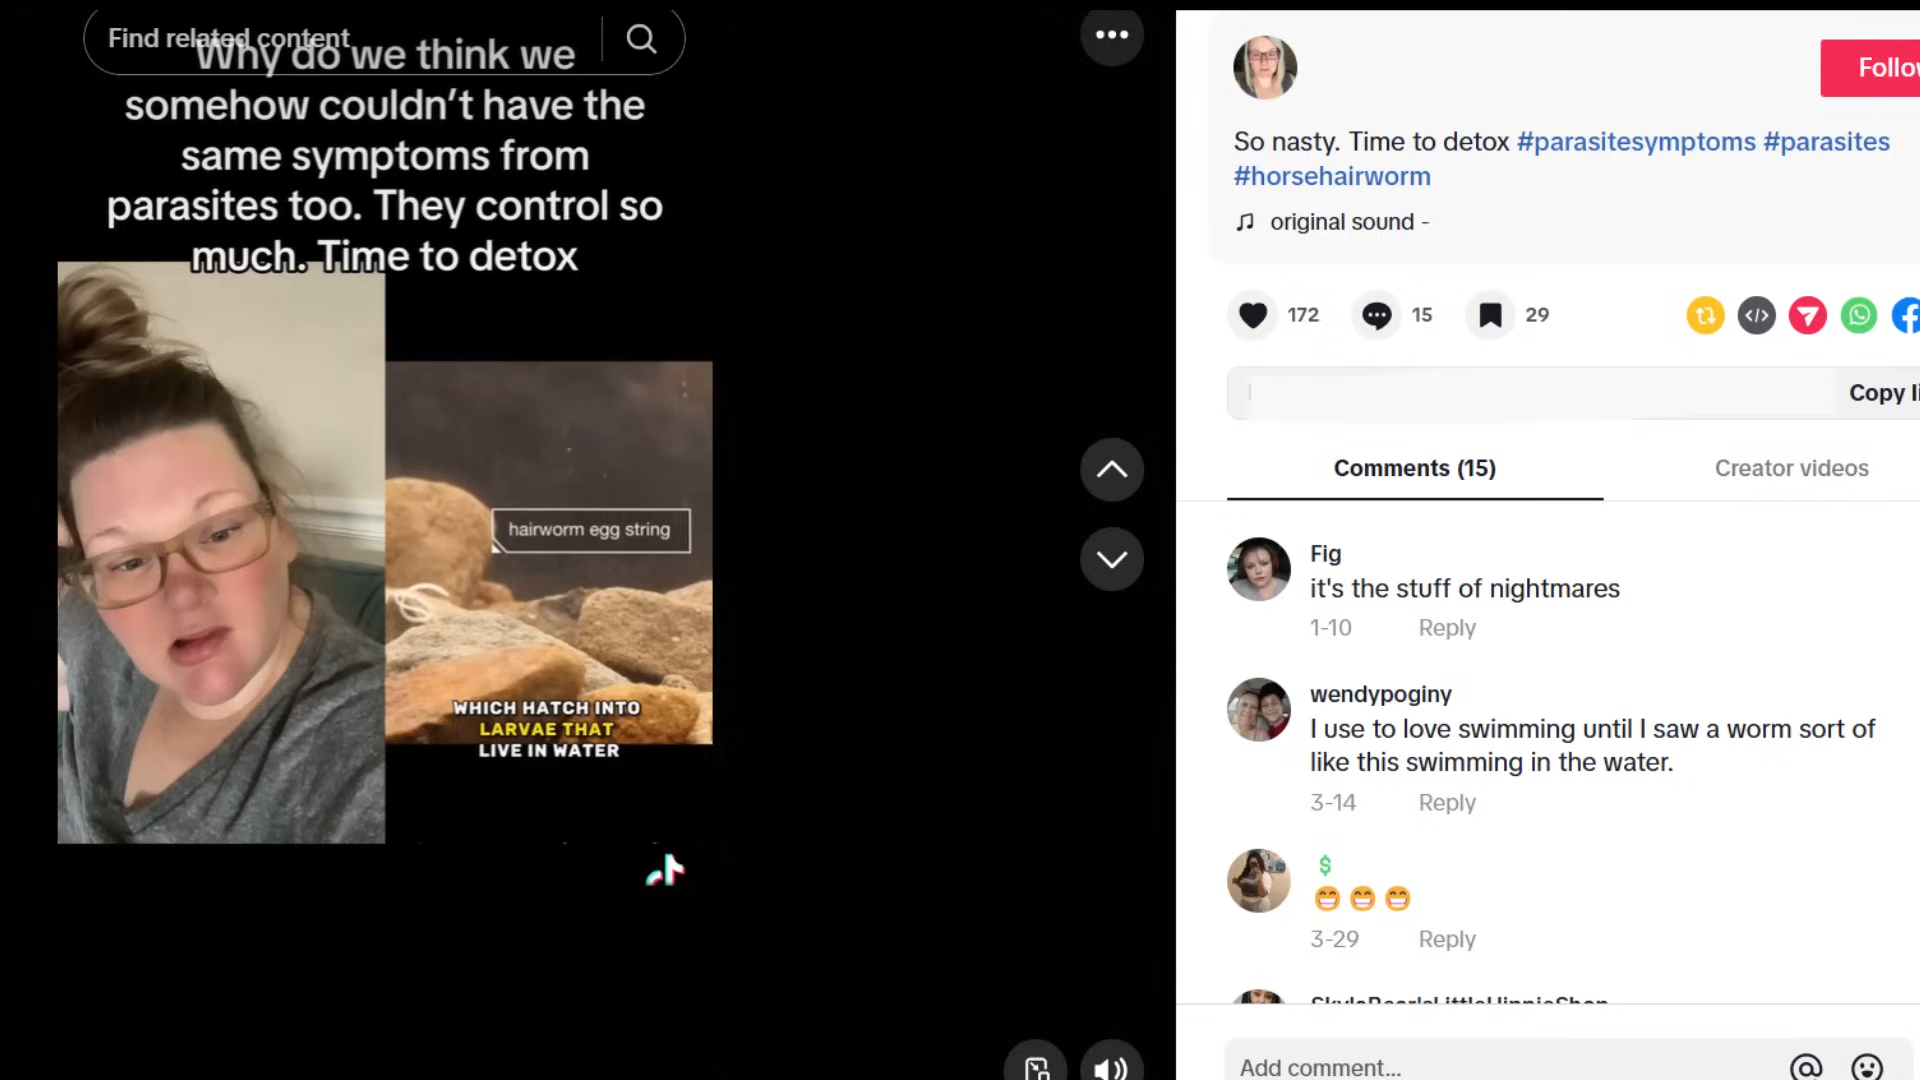 Find related content
Why do we think we
somehow couldn't have the
same symptoms from
parasites too. They control so
much. Time to detox
hairworm egg string
WHICH HATCH INTO
LARVAE THAT
LIVE IN WATER
So nasty. Time to detox #parasitesymptoms #parasites
#horsehairworm
original sound -
172
15
29
Comments (15)
Creator videos
Fig
it's the stuff of nightmares
1-10 Reply
wendypoginy
I use to love swimming until I saw a worm sort of
like this swimming in the water.
3-14 Reply
$
3-29 Reply
Add comment...